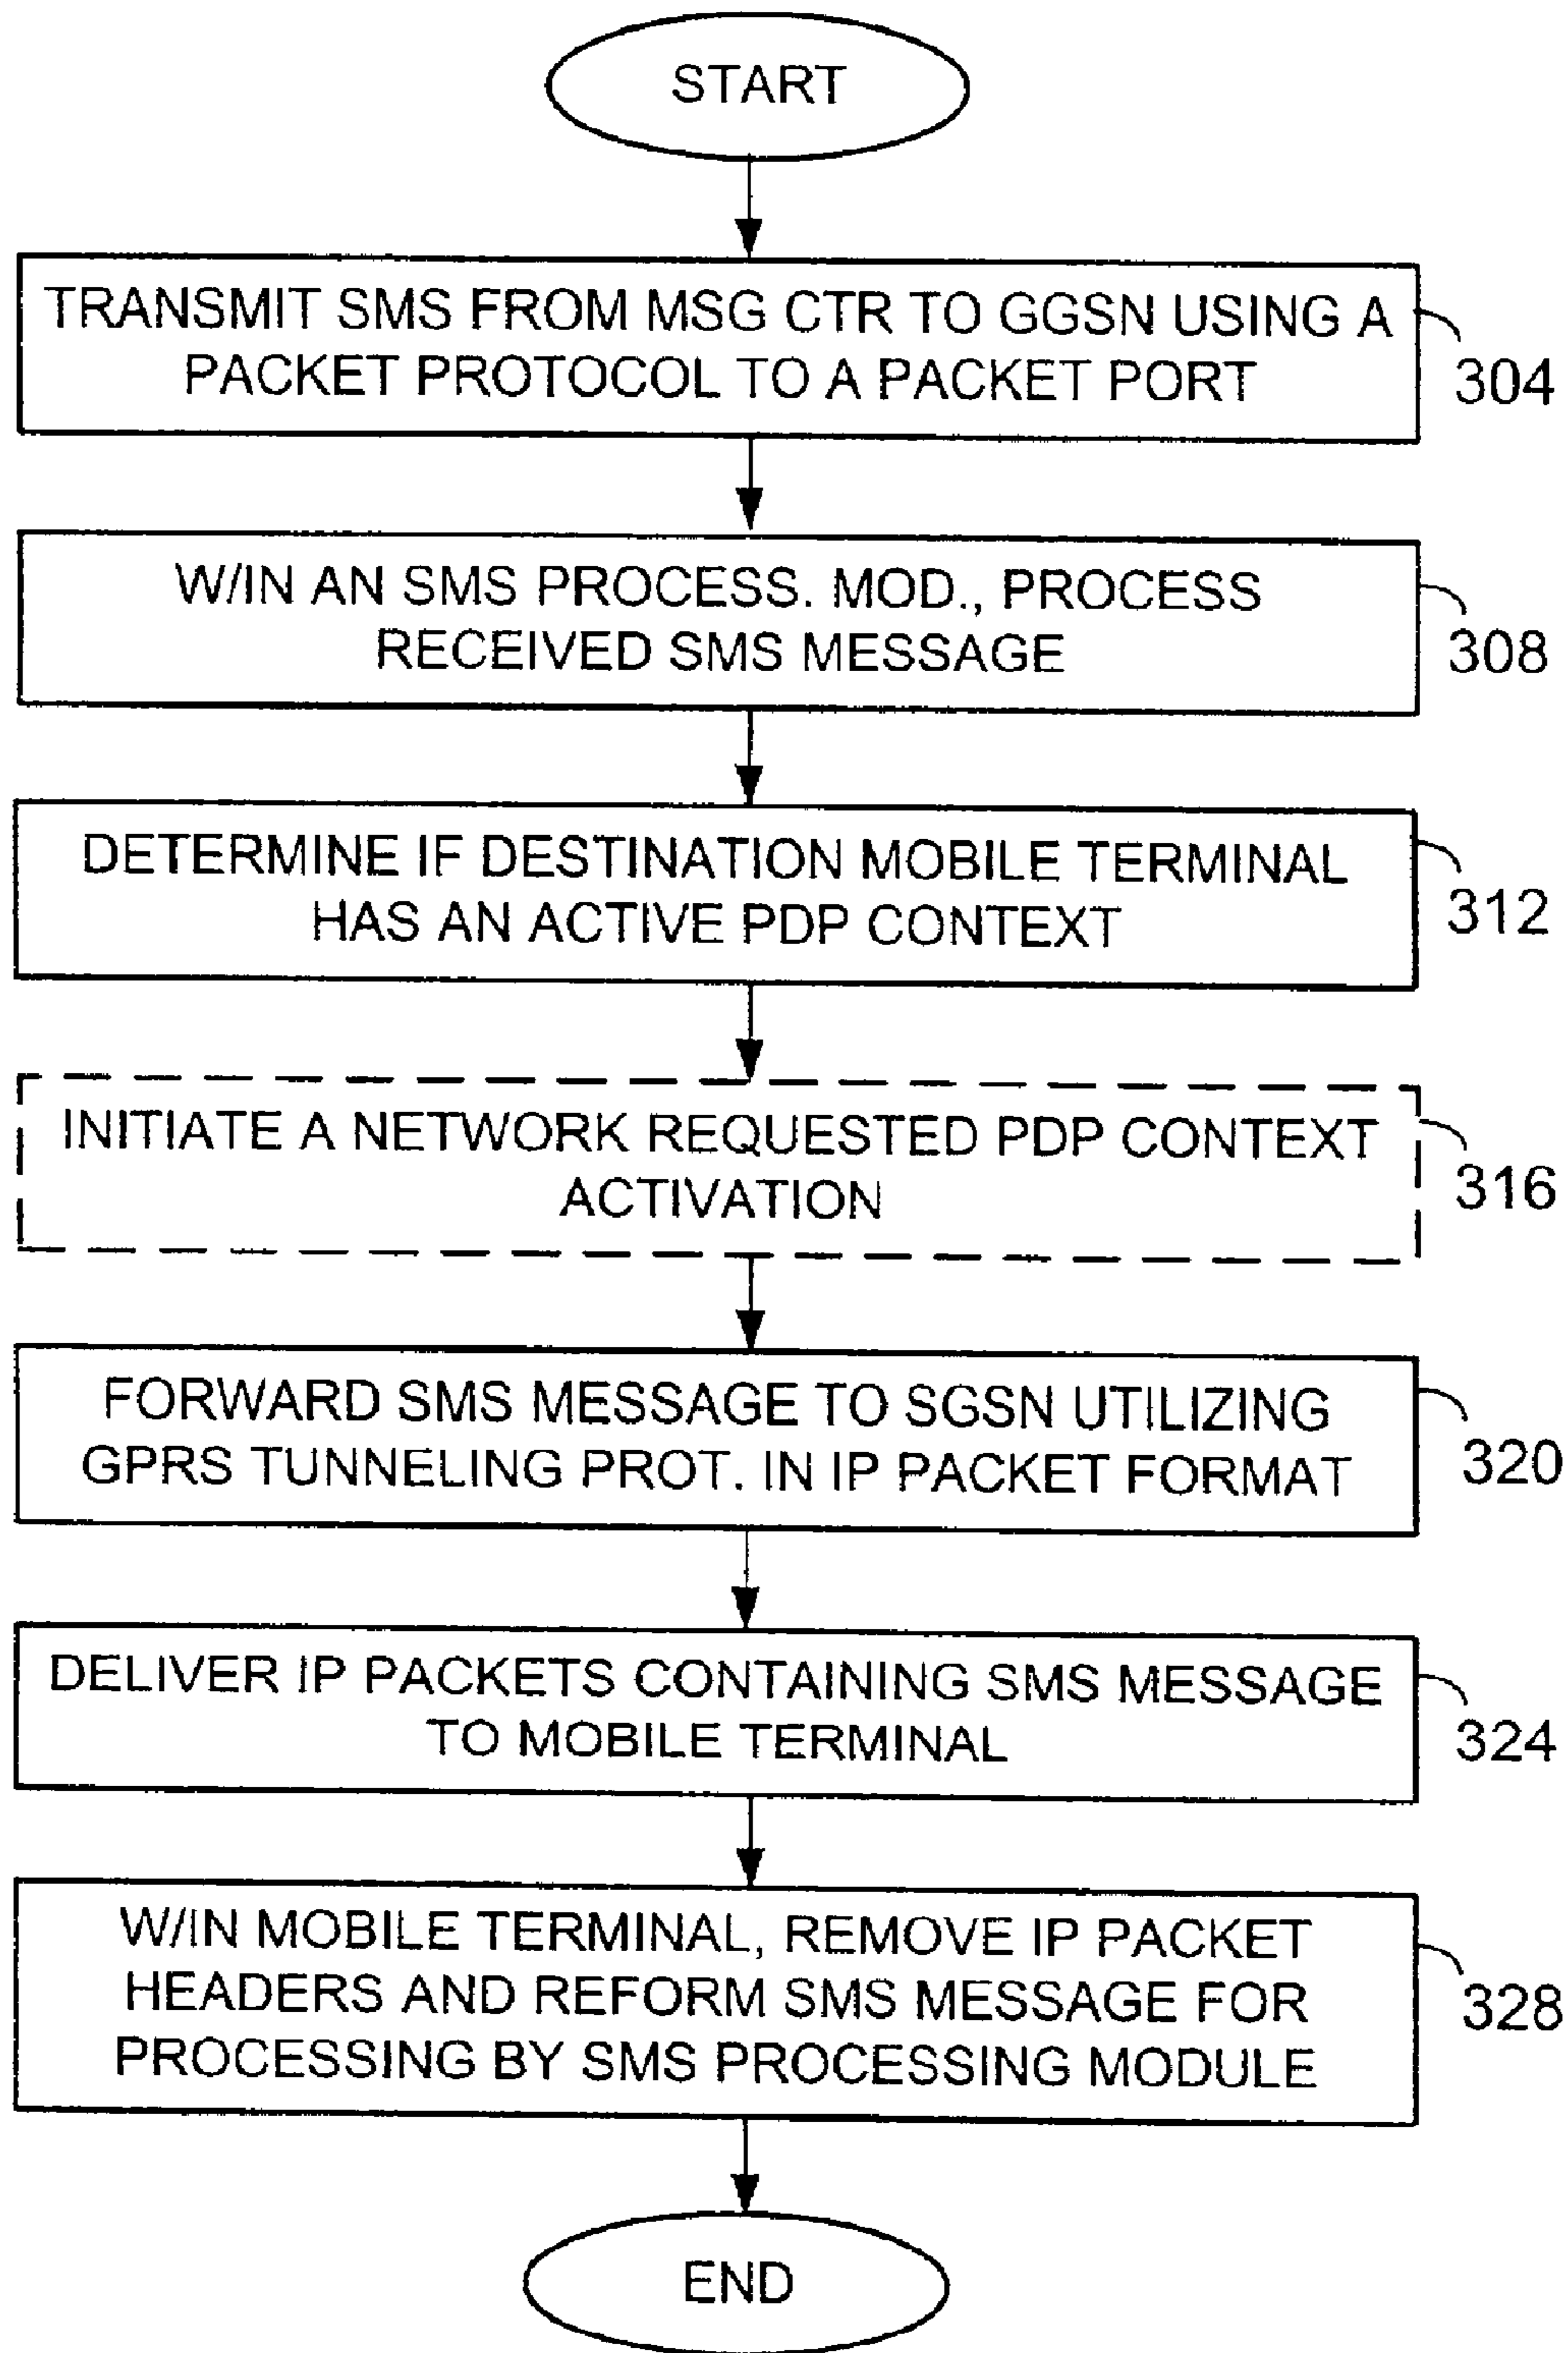 START
TRANSMIT SMS FROM MSG CTR TO GGSN USING A
PACKET PROTOCOL TO A PACKET PORT
304
W/IN AN SMS PROCESS. MOD., PROCESS
RECEIVED SMS MESSAGE
308
DETERMINE IF DESTINATION MOBILE TERMINAL
HAS AN ACTIVE PDP CONTEXT
312
INITIATE A NETWORK REQUESTED PDP CONTEXT
ACTIVATION
316
FORWARD SMS MESSAGE TO SGSN UTILIZING
GPRS TUNNELING PROT. IN IP PACKET FORMAT
320
DELIVER IP PACKETS CONTAINING SMS MESSAGE
TO MOBILE TERMINAL
324
W/IN MOBILE TERMINAL, REMOVE IP PACKET
HEADERS AND REFORM SMS MESSAGE FOR
PROCESSING BY SMS PROCESSING MODULE
328
END